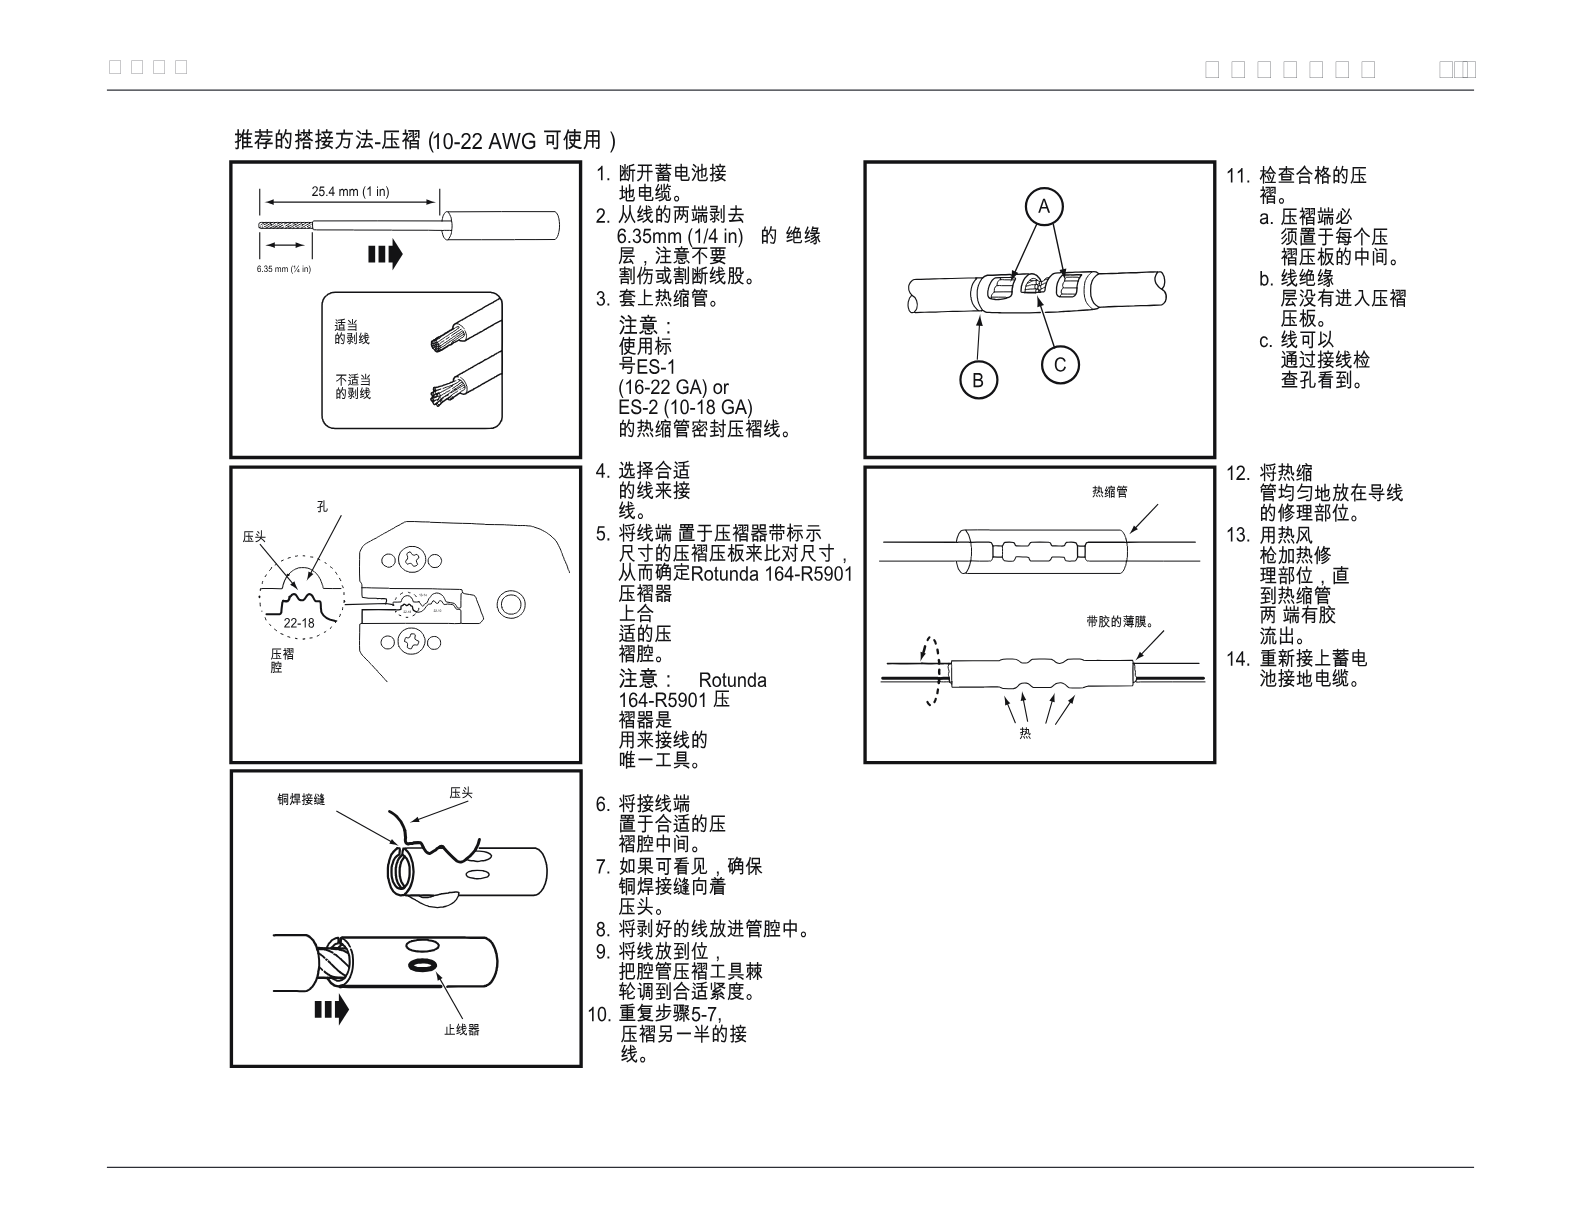 推荐的搭接方法-压褶 (10-22 AWG 可使用 )
25.4 mm (1 in)
6.35 mm (¼ in)
适当
的剥线
不适当
的剥线
1. 断开蓄电池接
地电缆。
2. 从线的两端剥去
6.35mm (1/4 in) 的 绝缘
层，注意不要
割伤或割断线股。
3. 套上热缩管。
注意：
使用标
号ES-1
(16-22 GA) or
ES-2 (10-18 GA)
的热缩管密封压褶线。
孔
压头
22-18
压褶
腔
4. 选择合适
的线来接
线。
5. 将线端 置于压褶器带标示
尺寸的压褶压板来比对尺寸，
从而确定Rotunda 164-R5901
压褶器
上合
适的压
褶腔。
注意： Rotunda
164-R5901 压
褶器是
用来接线的
唯一工具。
铜焊接缝
压头
止线器
6. 将接线端
置于合适的压
褶腔中间。
7. 如果可看见，确保
铜焊接缝向着
压头。
8. 将剥好的线放进管腔中。
9. 将线放到位，
把腔管压褶工具棘
轮调到合适紧度。
10. 重复步骤5-7,
压褶另一半的接
线。
A
B
C
11. 检查合格的压
褶。
a. 压褶端必
须置于每个压
褶压板的中间。
b. 线绝缘
层没有进入压褶
压板。
c. 线可以
通过接线检
查孔看到。
热缩管
带胶的薄膜。
热
12. 将热缩
管均匀地放在导线
的修理部位。
13. 用热风
枪加热修
理部位，直
到热缩管
两 端有胶
流出。
14. 重新接上蓄电
池接地电缆。